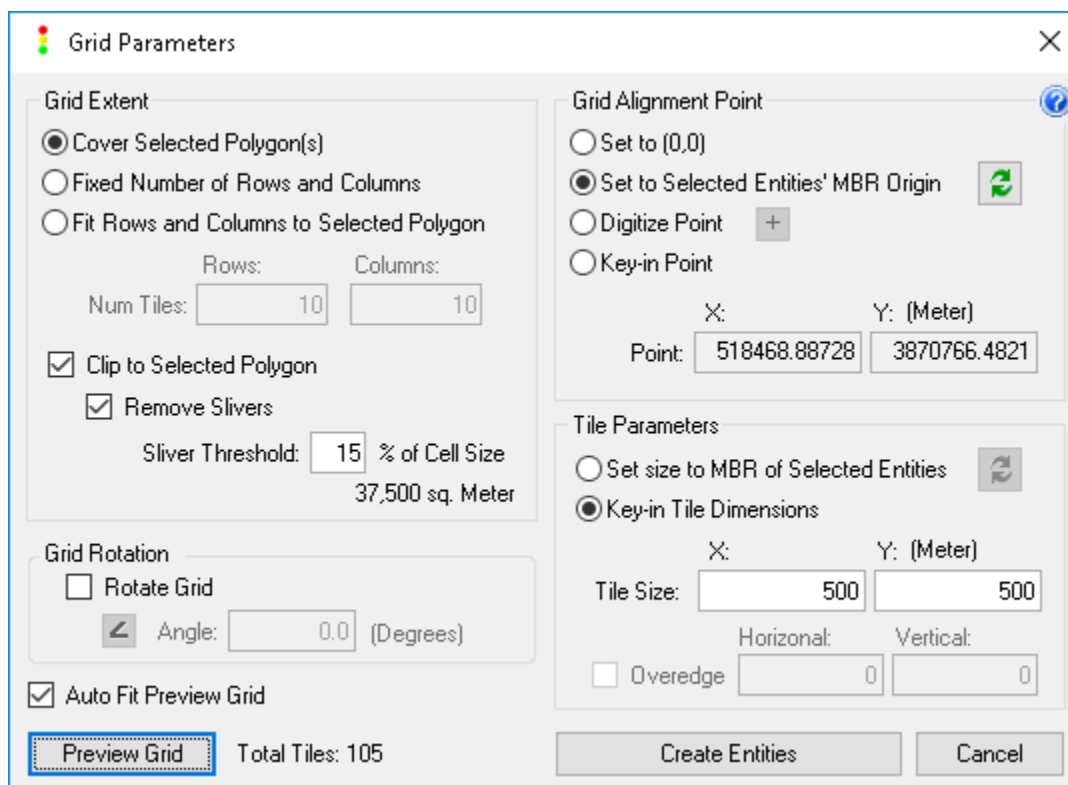 Grid Parameters
Grid Extent
Cover Selected Polygon(s)
Fixed Number of Rows and Columns
Fit Rows and Columns to Selected Polygon
Rows: Columns:
Num Tiles: 10 10
Clip to Selected Polygon
Remove Slivers
Sliver Threshold: 15 % of Cell Size
37,500 sq. Meter
Grid Rotation
Rotate Grid
Angle: 0.0 (Degrees)
Auto Fit Preview Grid
Preview Grid Total Tiles: 105
Grid Alignment Point
Set to (0,0)
Set to Selected Entities' MBR Origin
Digitize Point +
Key-in Point
X: Y: (Meter)
Point: 518468.88728 3870766.4821
Tile Parameters
Set size to MBR of Selected Entities
Key-in Tile Dimensions
X: Y: (Meter)
Tile Size: 500 500
Horizonal: Vertical:
Overedge 0 0
Create Entities Cancel